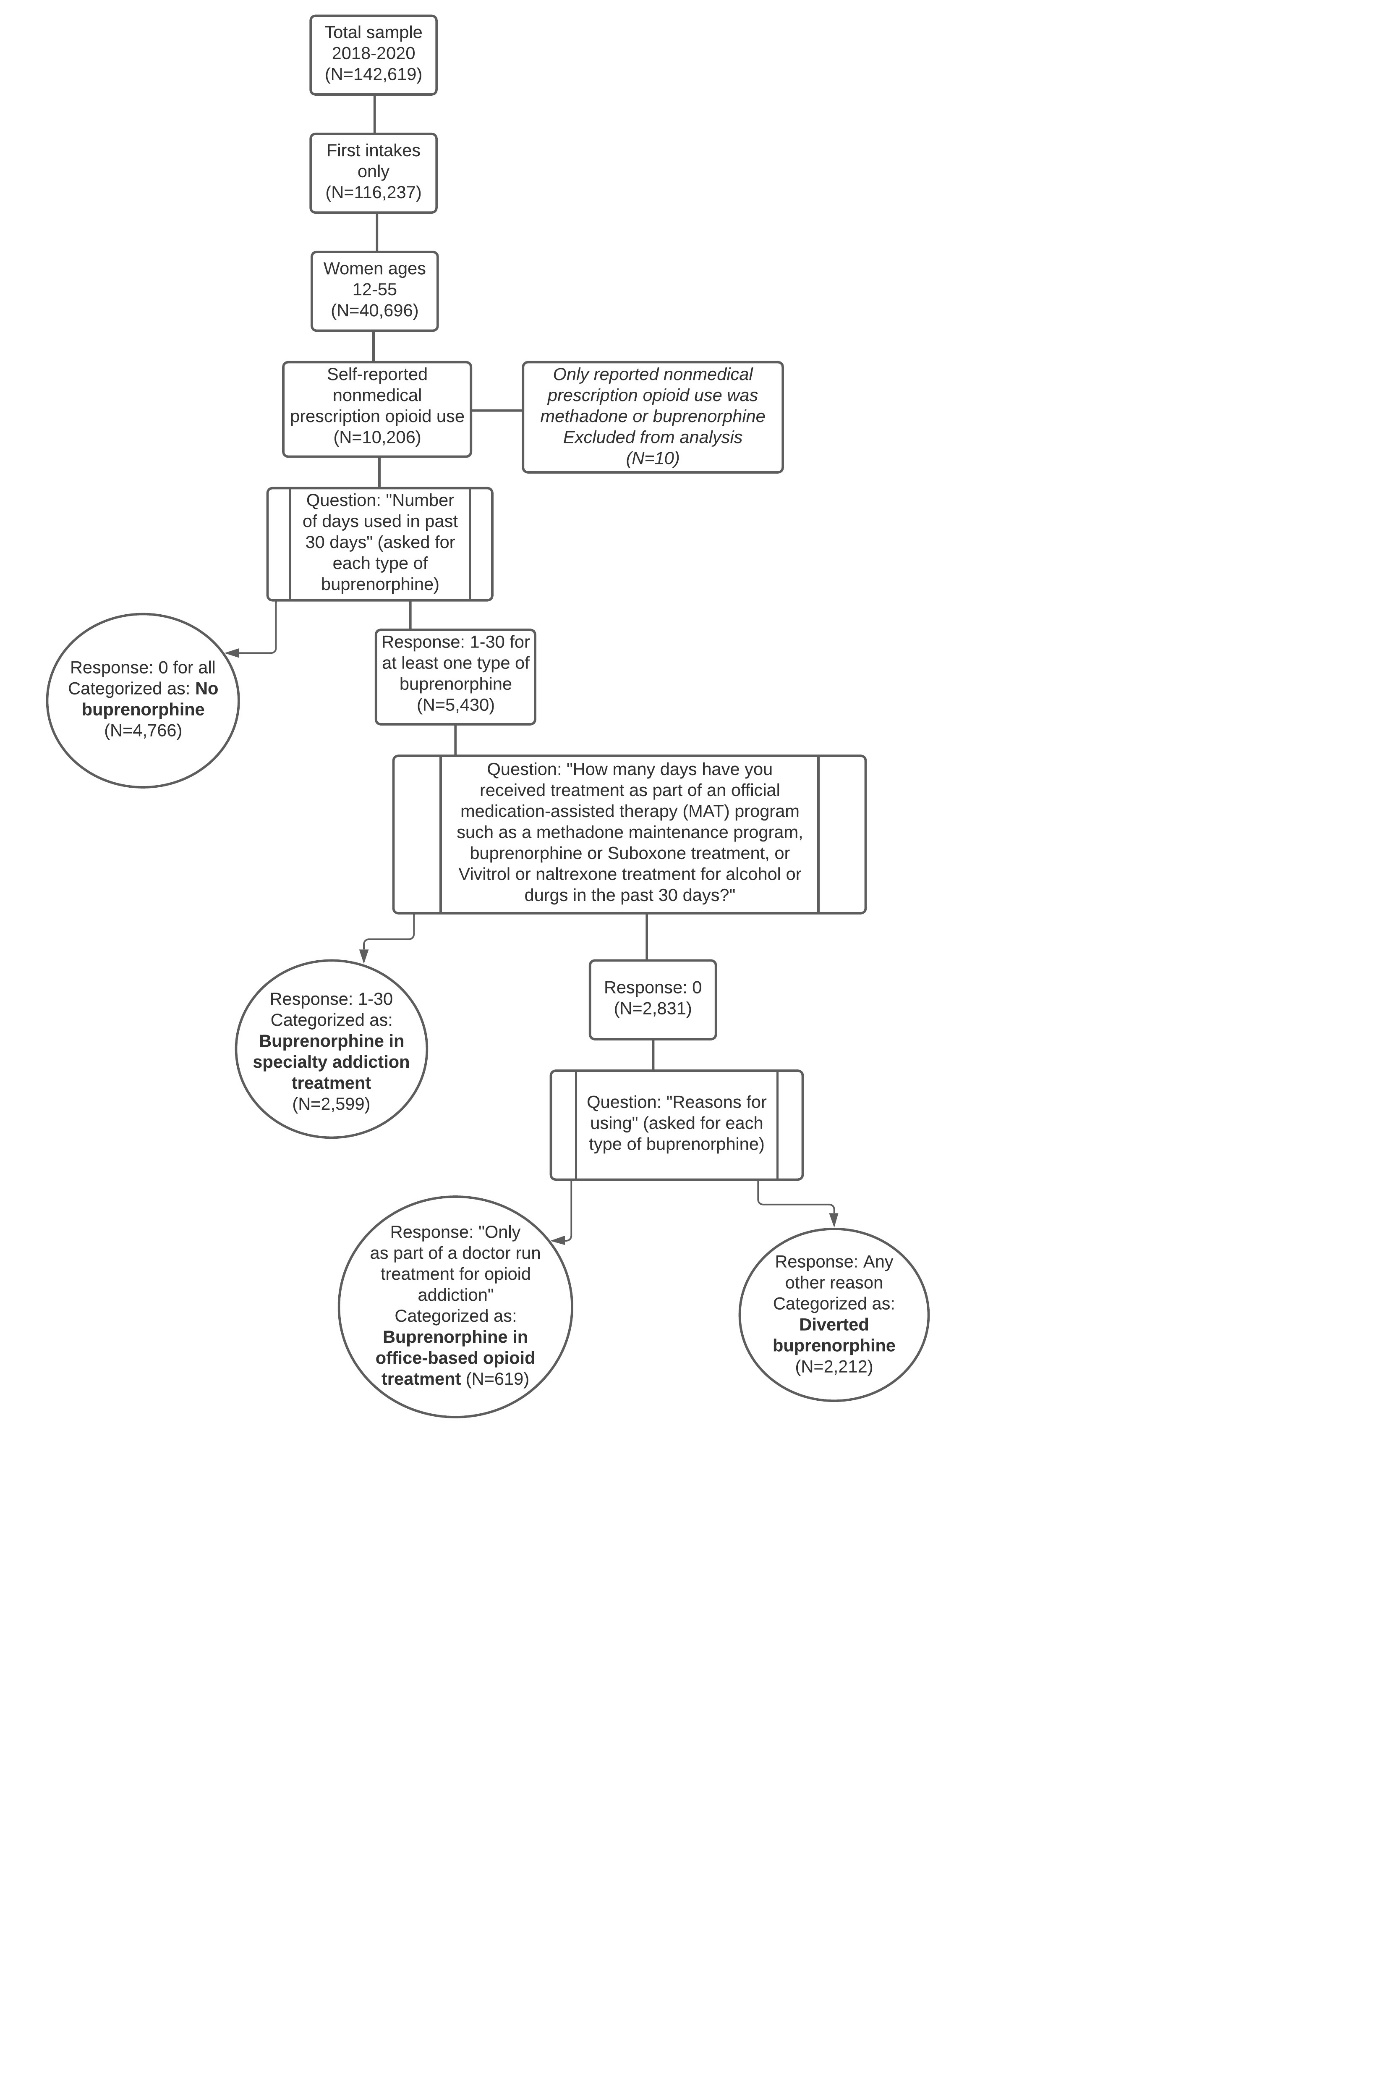 Total sample
2018-2020
(N=142,619)
First intakes
only
(N=116,237)
Women ages
12-55
(N=40,696)
Self-reported
nonmedical
prescription opioid use
(N=10,206)
Only reported nonmedical
prescription opioid use was
methadone or buprenorphine
Excluded from analysis
(N=10)
Question: "Number
of days used in past
30 days" (asked for
each type of
buprenorphine)
Response: 0 for all
Categorized as: No
buprenorphine
(N=4,766)
Response: 1-30 for
at least one type of
buprenorphine
(N=5,430)
Question: "How many days have you
received treatment as part of an official
medication-assisted therapy (MAT) program
such as a methadone maintenance program,
buprenorphine or Suboxone treatment, or
Vivitrol or naltrexone treatment for alcohol or
durgs in the past 30 days?"
Response: 1-30
Categorized as:
Buprenorphine in
specialty addiction
treatment
(N=2,599)
Response: 0
(N=2,831)
Question: "Reasons for
using" (asked for each
type of buprenorphine)
Response: "Only
as part of a doctor run
treatment for opioid
addiction"
Categorized as:
Buprenorphine in
office-based opioid
treatment (N=619)
Response: Any
other reason
Categorized as:
Diverted
buprenorphine
(N=2,212)